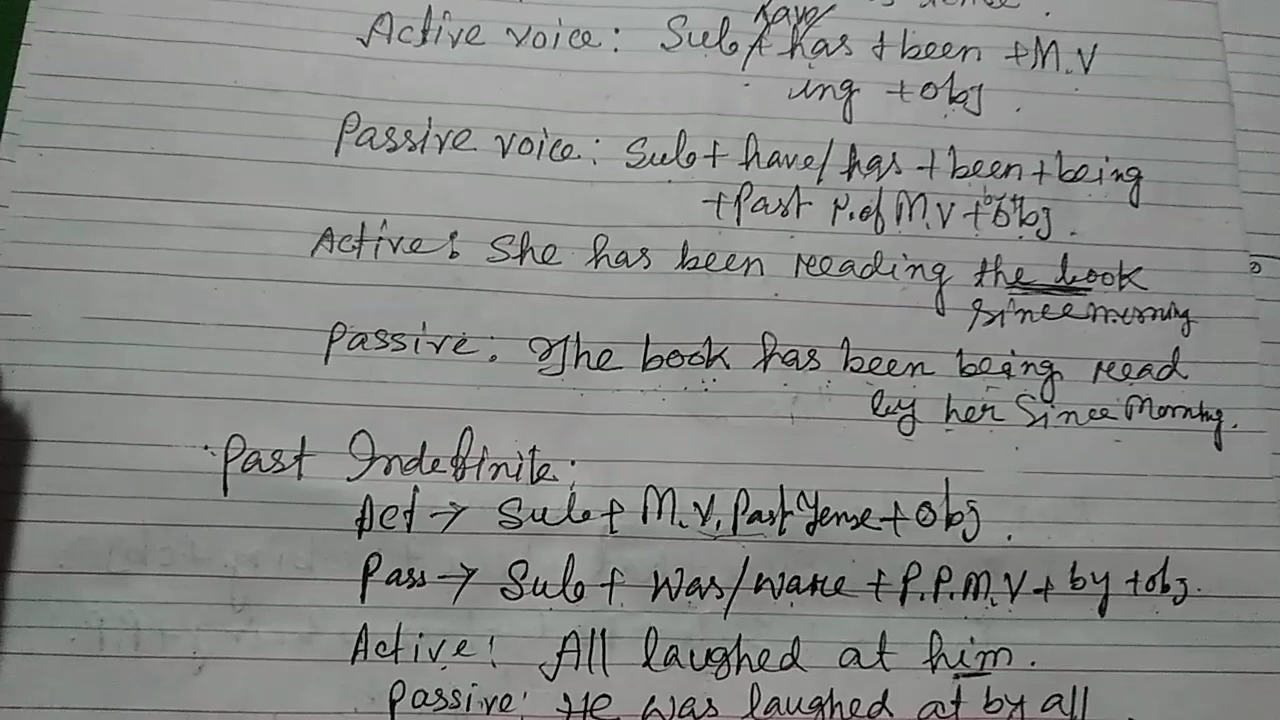 have/
Active voice: Sub + has + been + M.V
ing + obj.
Passive voice: Sub + have/has + been + being
+ Past P. of M.V + by + obj.
Active: She has been reading the book
since morning
Passive: The book has been being read
by her Since Morning.
Past Indefinite:
Act → Sub + M.V. Past Tense + obj.
Pass → Sub + was/ware + P.P.M.V + by + obj.
Active: All laughed at him.
Passive: He was laughed at by all